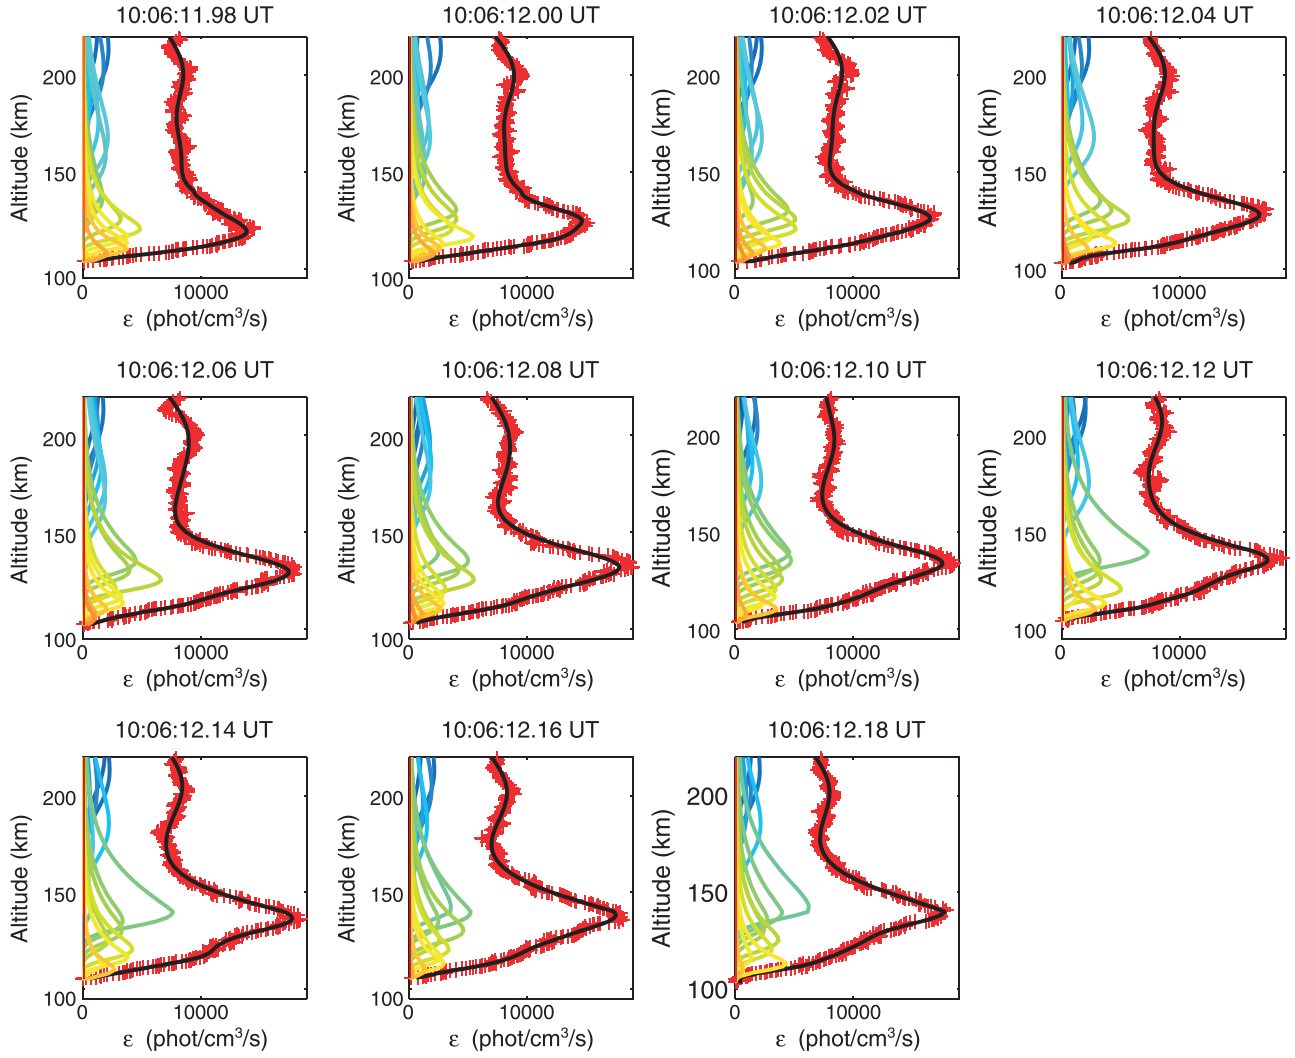 10:06:11.98 UT 10:06:12.00 UT 10:06:12.02 UT 10:06:12.04 UT
Altitude (km) Altitude (km) Altitude (km) Altitude (km)
200 200 200 200
150 150 150 150
100 100 100 100
0 10000 0 10000 0 10000 0 10000
ε (phot/cm³/s) ε (phot/cm³/s) ε (phot/cm³/s) ε (phot/cm³/s)
10:06:12.06 UT 10:06:12.08 UT 10:06:12.10 UT 10:06:12.12 UT
Altitude (km) Altitude (km) Altitude (km) Altitude (km)
200 200 200 200
150 150 150 150
100 100 100 100
0 10000 0 10000 0 10000 0 10000
ε (phot/cm³/s) ε (phot/cm³/s) ε (phot/cm³/s) ε (phot/cm³/s)
10:06:12.14 UT 10:06:12.16 UT 10:06:12.18 UT
Altitude (km) Altitude (km) Altitude (km)
200 200 200
150 150 150
100 100 100
0 10000 0 10000 0 10000
ε (phot/cm³/s) ε (phot/cm³/s) ε (phot/cm³/s)